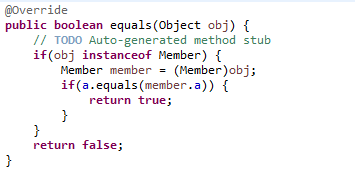 @Override
public boolean equals(Object obj) {
    // TODO Auto-generated method stub
    if(obj instanceof Member) {
        Member member = (Member)obj;
        if(a.equals(member.a)) {
            return true;
        }
    }
    return false;
}